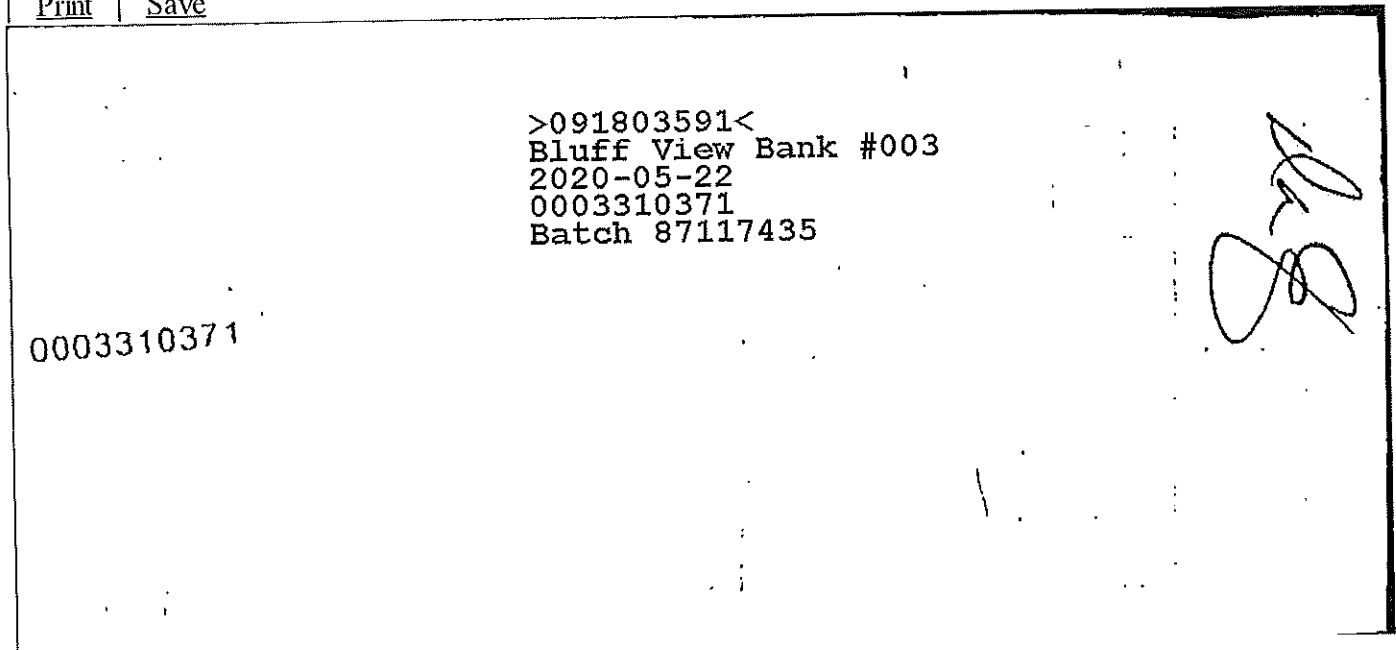 Print | Save
>091803591<
Bluff View Bank #003
2020-05-22
0003310371
Batch 87117435
0003310371